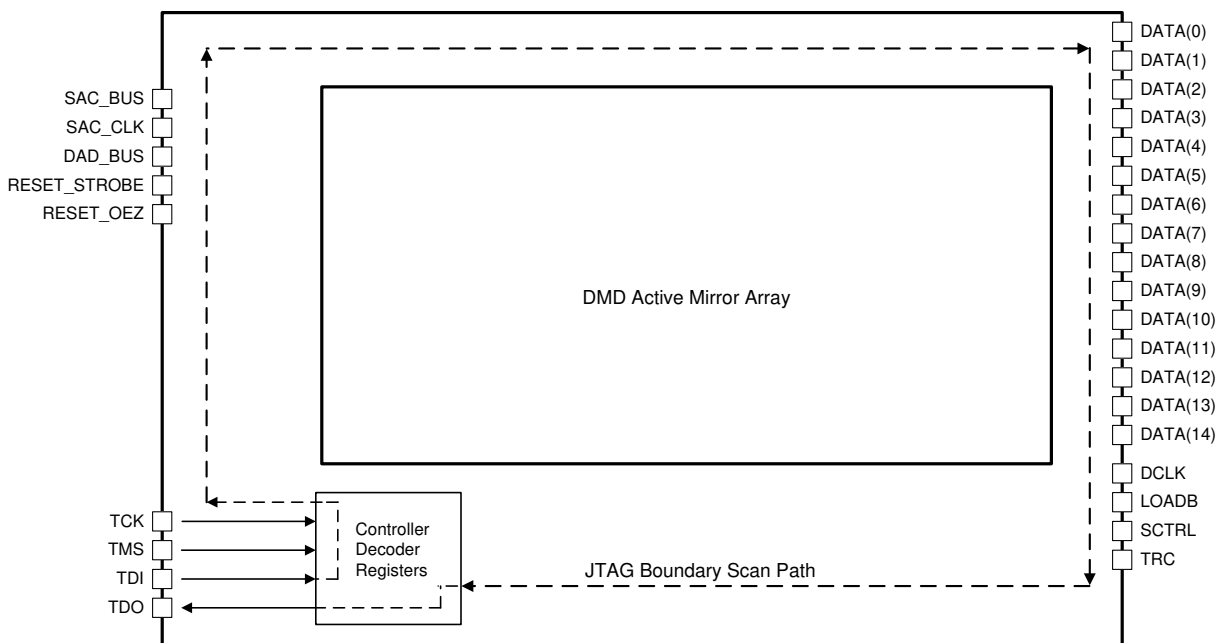 SAC_BUS
SAC_CLK
DAD_BUS
RESET_STROBE
RESET_OEZ
TCK
TMS
TDI
TDO
Controller
Decoder
Registers
DMD Active Mirror Array
JTAG Boundary Scan Path
DATA(0)
DATA(1)
DATA(2)
DATA(3)
DATA(4)
DATA(5)
DATA(6)
DATA(7)
DATA(8)
DATA(9)
DATA(10)
DATA(11)
DATA(12)
DATA(13)
DATA(14)
DCLK
LOADB
SCTRL
TRC